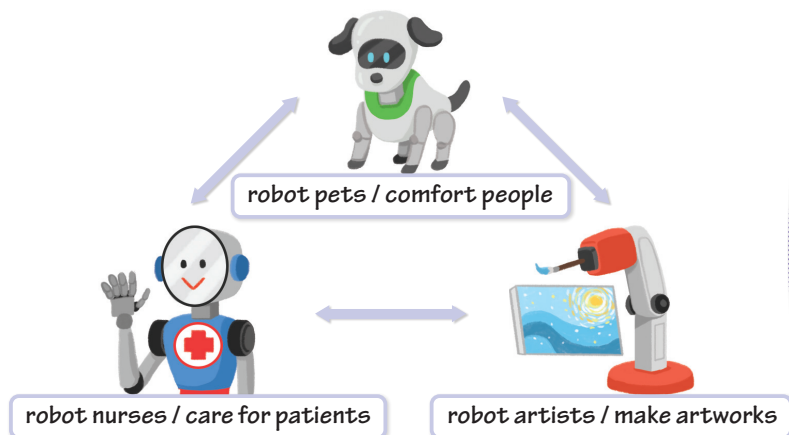 robot pets / comfort people
robot nurses / care for patients
robot artists / make artworks